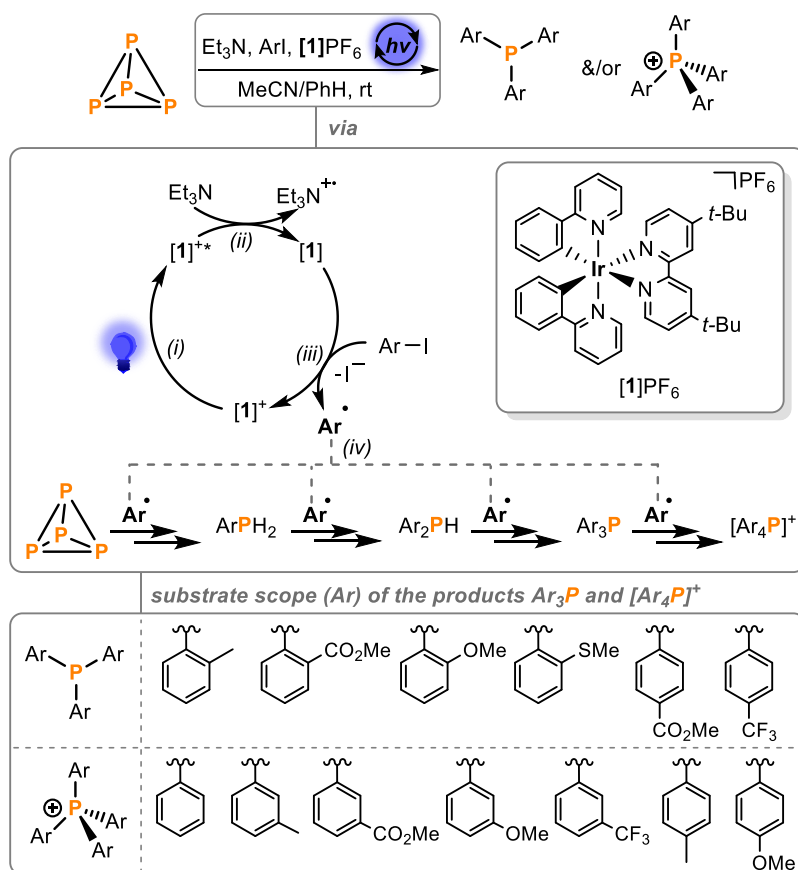 Et3N, ArI, [1]PF6 hν
MeCN/PhH, rt
P
P
P
P
Ar
P
Ar
Ar
&/or
⊕
Ar
P
Ar
Ar
Ar
via
Et3N
Et3N+•
[1]+*
(ii)
[1]
(i)
(iii)
Ar–I
-I–
[1]+
Ar•
(iv)
PF6
t-Bu
N
N
Ir
N
N
t-Bu
[1]PF6
P
P
P
P
Ar•
ArPH2
Ar•
Ar2PH
Ar•
Ar3P
Ar•
[Ar4P]+
substrate scope (Ar) of the products Ar3P and [Ar4P]+
Ar
P
Ar
Ar
CO2Me
OMe
SMe
CO2Me
CF3
⊕
Ar
P
Ar
Ar
Ar
CO2Me
OMe
CF3
OMe